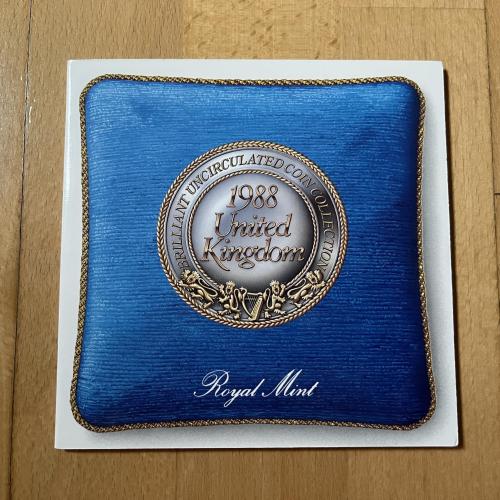 BRILLIANT UNCIRCULATED COIN COLLECTION
1988
United
Kingdom
Royal Mint